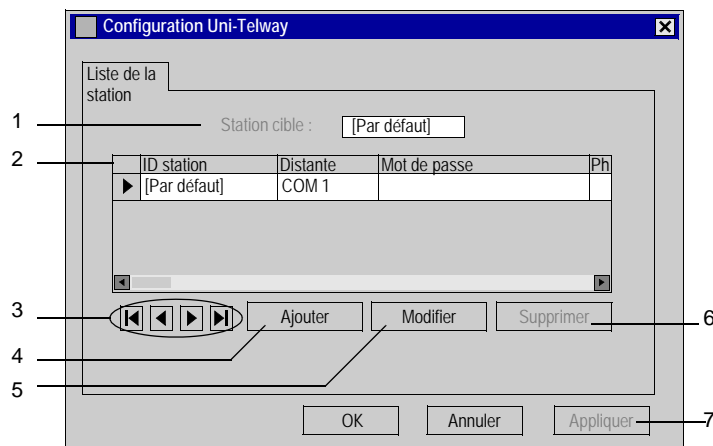 Configuration Uni-Telway
Liste de la
station
1
Station cible :
[Par défaut]
2
ID station Distante Mot de passe Ph
[Par défaut] COM 1
3
Ajouter Modifier Supprimer
6
4
5
OK Annuler Appliquer
7